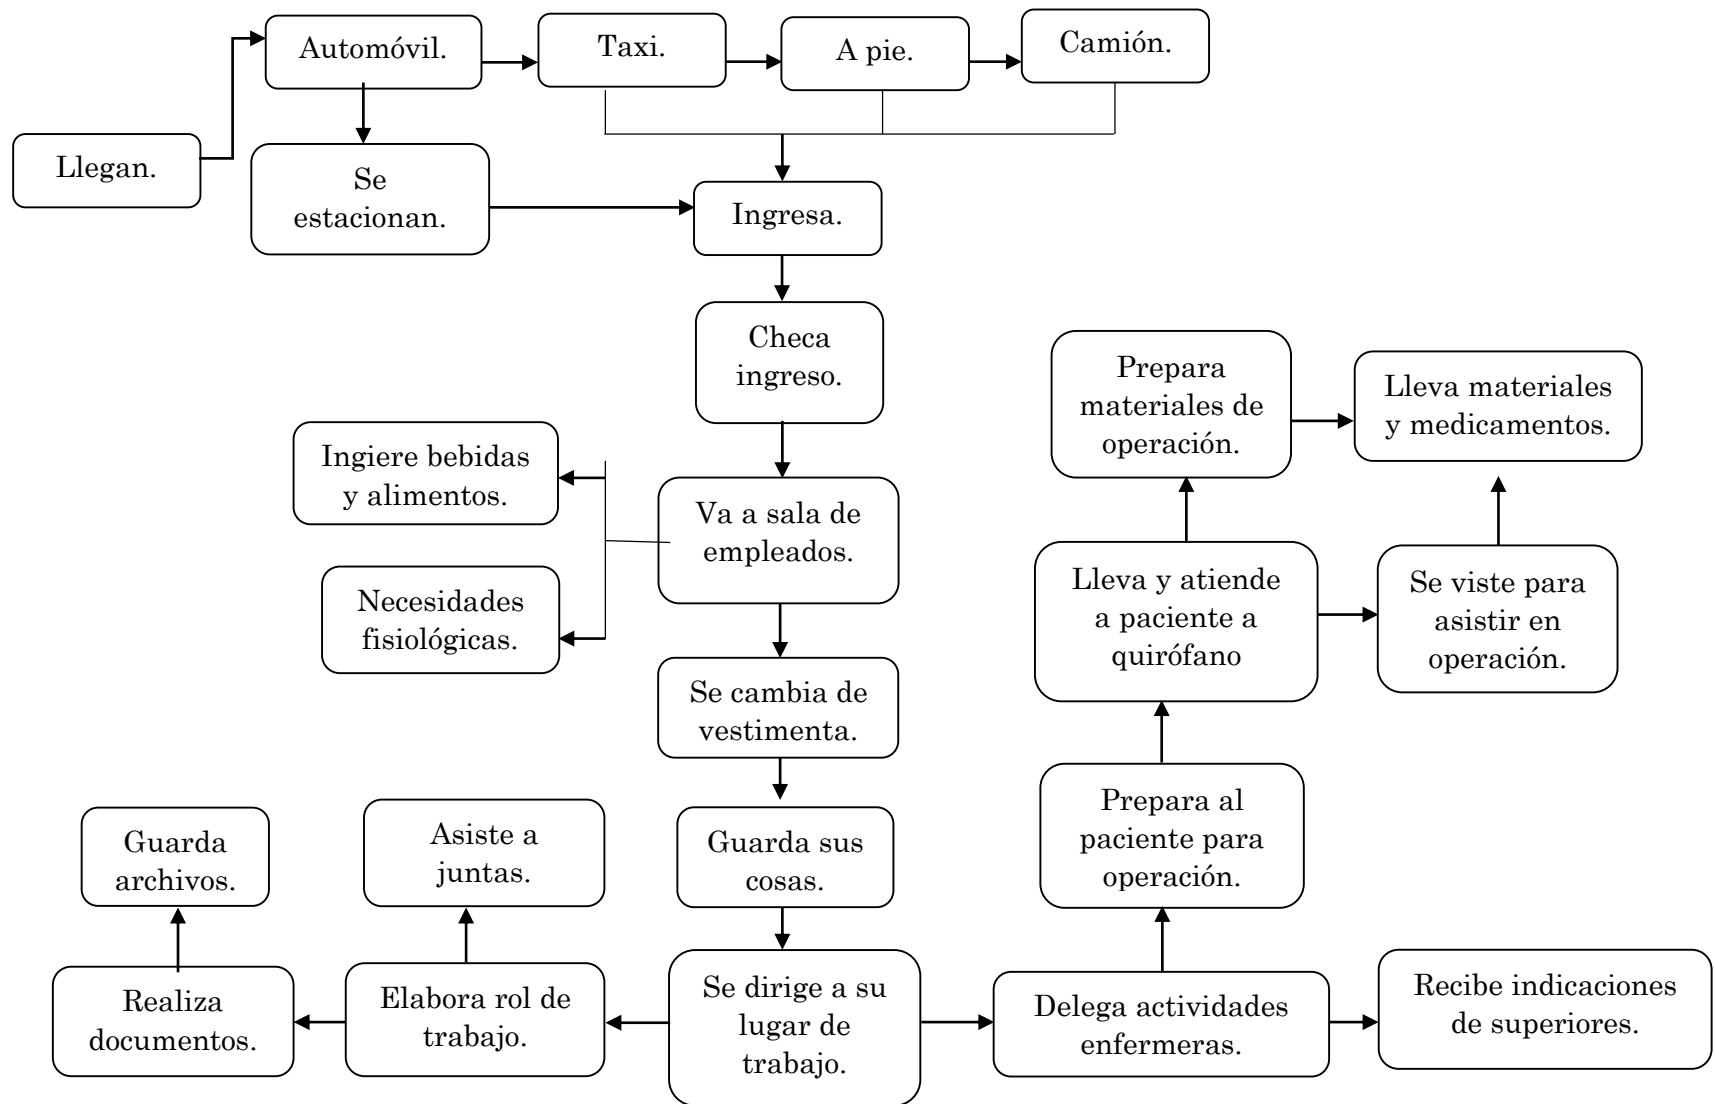 Automóvil.
Taxi.
A pie.
Camión.
Llegan.
Se
estacionan.
Ingresa.
Checa
ingreso.
Prepara
materiales de
operación.
Lleva materiales
y medicamentos.
Ingiere bebidas
y alimentos.
Va a sala de
empleados.
Necesidades
fisiológicas.
Lleva y atiende
a paciente a
quirófano
Se viste para
asistir en
operación.
Se cambia de
vestimenta.
Guarda
archivos.
Asiste a
juntas.
Guarda sus
cosas.
Prepara al
paciente para
operación.
Realiza
documentos.
Elabora rol de
trabajo.
Se dirige a su
lugar de
trabajo.
Delega actividades
enfermeras.
Recibe indicaciones
de superiores.